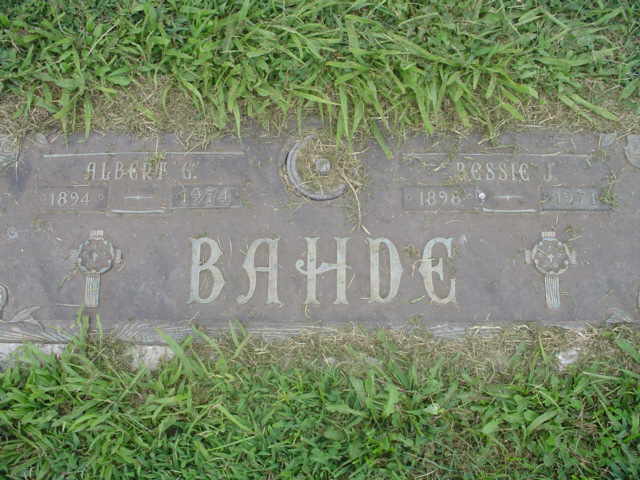 ALBERT G. BESSIE J.
1894 1974 1898 1971
BAHDE